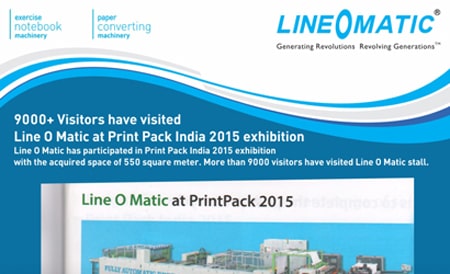 exercise
notebook
machinery
paper
converting
machinery
LINEOMATIC®
Generating Revolutions Revolving Generations™
9000+ Visitors have visited
Line O Matic at Print Pack India 2015 exhibition
Line O Matic has participated in Print Pack India 2015 exhibition
with the acquired space of 550 square meter. More than 9000 visitors have visited Line O Matic stall.
Line O Matic at PrintPack 2015
FULLY AUTOMATIC